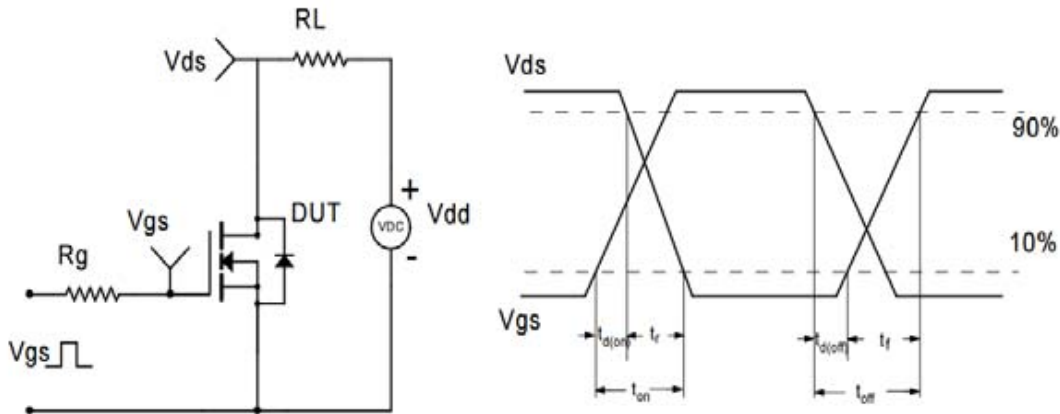 RL
Vds
Vgs
DUT
+
Vdd
VDC
-
Rg
Vgs
Vds
90%
10%
Vgs
td(on)
tr
td(off)
tf
ton
toff